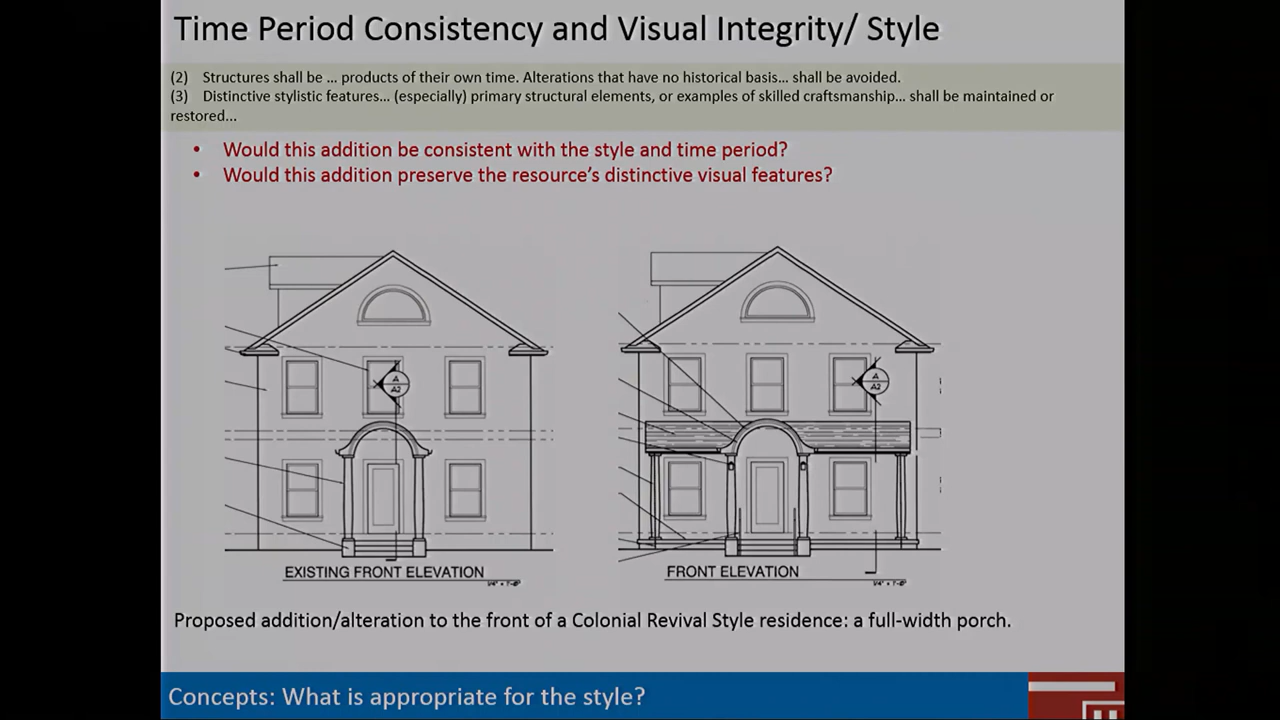 Time Period Consistency and Visual Integrity/ Style
(2) Structures shall be ... products of their own time. Alterations that have no historical basis... shall be avoided.
(3) Distinctive stylistic features... (especially) primary structural elements, or examples of skilled craftsmanship... shall be maintained or
restored...
• Would this addition be consistent with the style and time period?
• Would this addition preserve the resource's distinctive visual features?
A
A2
A
A2
EXISTING FRONT ELEVATION
FRONT ELEVATION
Proposed addition/alteration to the front of a Colonial Revival Style residence: a full-width porch.
Concepts: What is appropriate for the style?